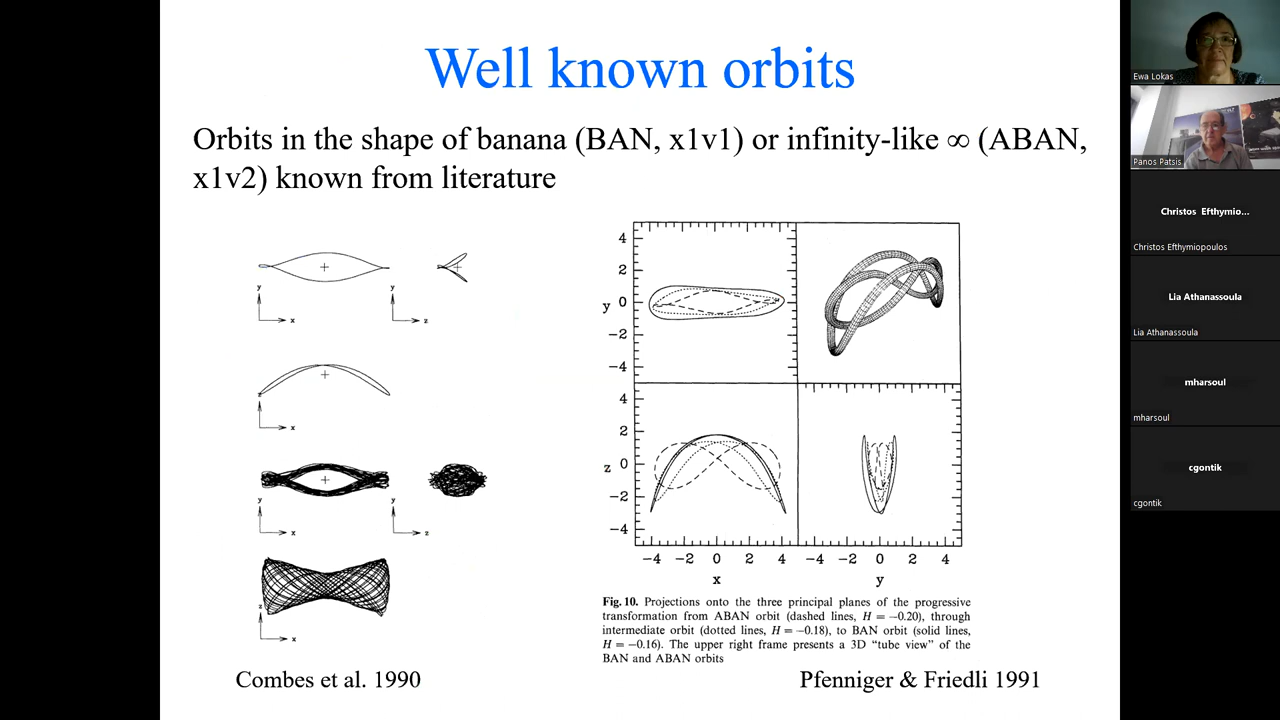 Well known orbits
Orbits in the shape of banana (BAN, x1v1) or infinity-like ∞ (ABAN,
x1v2) known from literature
y
x
y
z
z
x
y
x
y
z
z
x
4
2
y 0
−2
−4
4
2
z 0
−2
−4
−4 −2 0 2 4 −4 −2 0 2 4
x y
Fig. 10. Projections onto the three principal planes of the progressive
transformation from ABAN orbit (dashed lines, H = −0.20), through
intermediate orbit (dotted lines, H = −0.18), to BAN orbit (solid lines,
H = −0.16). The upper right frame presents a 3D “tube view” of the
BAN and ABAN orbits
Combes et al. 1990
Pfenniger & Friedli 1991
Ewa Lokas
Panos Patsis
Christos Efthymio...
Christos Efthymiopoulos
Lia Athanassoula
Lia Athanassoula
mharsoul
mharsoul
cgontik
cgontik